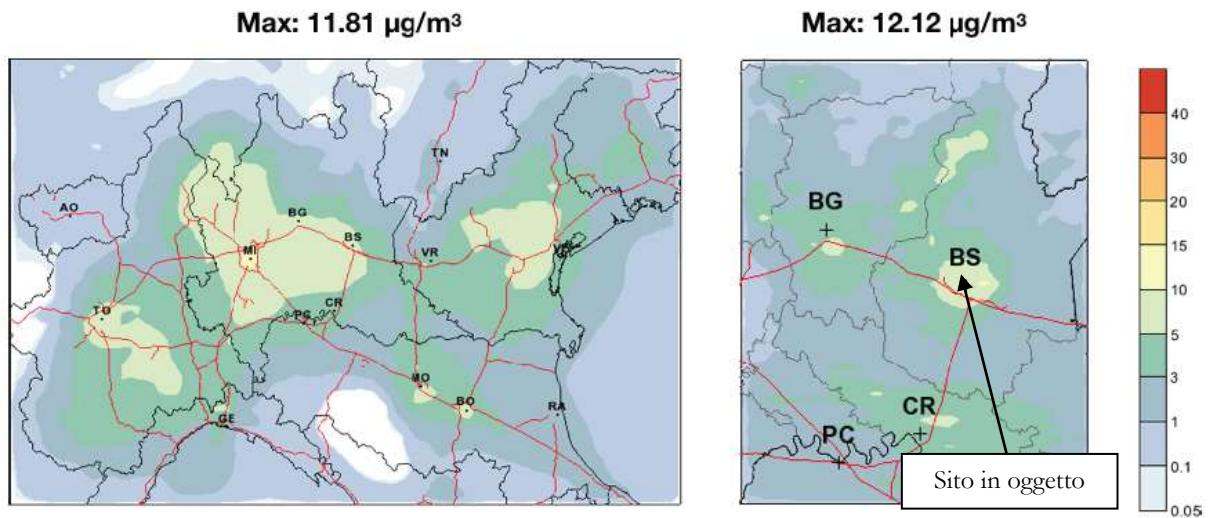 Max: 11.81 µg/m³
Max: 12.12 µg/m³
TN
AO
BG
BS
MI
VR
TO
PC
CR
MO
BO
RA
GE
BG
BS
CR
PC
Sito in oggetto
40
30
20
15
10
5
3
1
0.1
0.05